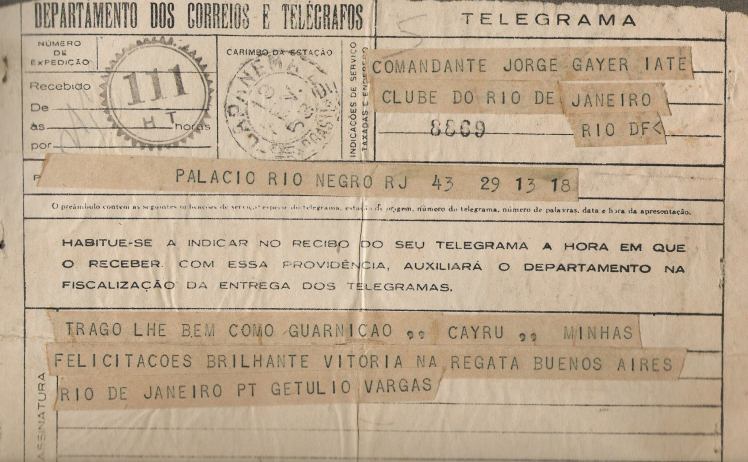 DEPARTAMENTO DOS CORREIOS E TELÉGRAFOS
TELEGRAMA
NÚMERO
DE
EXPEDIÇÃO
Recebido
De
às horas
por
111
H T
CARIMBO DA ESTAÇÃO
INDICAÇÕES DE SERVIÇO
TAXADAS E ENDEREÇO
COMANDANTE JORGE GAYER IATE
CLUBE DO RIO DE JANEIRO
8869 RIO DF<
PALACIO RIO NEGRO RJ 43 29 13 18
O preâmbulo contém as seguintes indicações de serviço: espécie do telegrama, estação de origem, número do telegrama, número de palavras, data e hora da apresentação.
HABITUE-SE A INDICAR NO RECIBO DO SEU TELEGRAMA A HORA EM QUE
O RECEBER. COM ESSA PROVIDÊNCIA, AUXILIARÁ O DEPARTAMENTO NA
FISCALIZAÇÃO DA ENTREGA DOS TELEGRAMAS.
TRAGO LHE BEM COMO GUARNICAO ,, CAYRU ,, MINHAS
FELICITACOES BRILHANTE VITORIA NA REGATA BUENOS AIRES
RIO DE JANEIRO PT GETULIO VARGAS
ASSINATURA